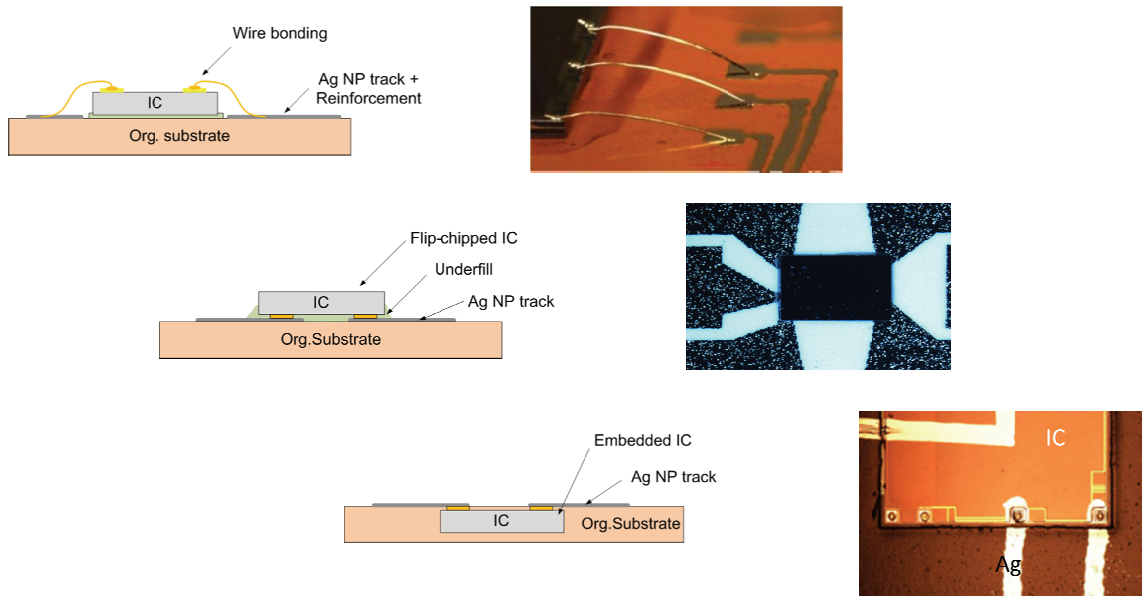 Wire bonding
Ag NP track +
Reinforcement
IC
Org. substrate
Flip-chipped IC
Underfill
Ag NP track
IC
Org.Substrate
Embedded IC
Ag NP track
IC
Org.Substrate
IC
Ag